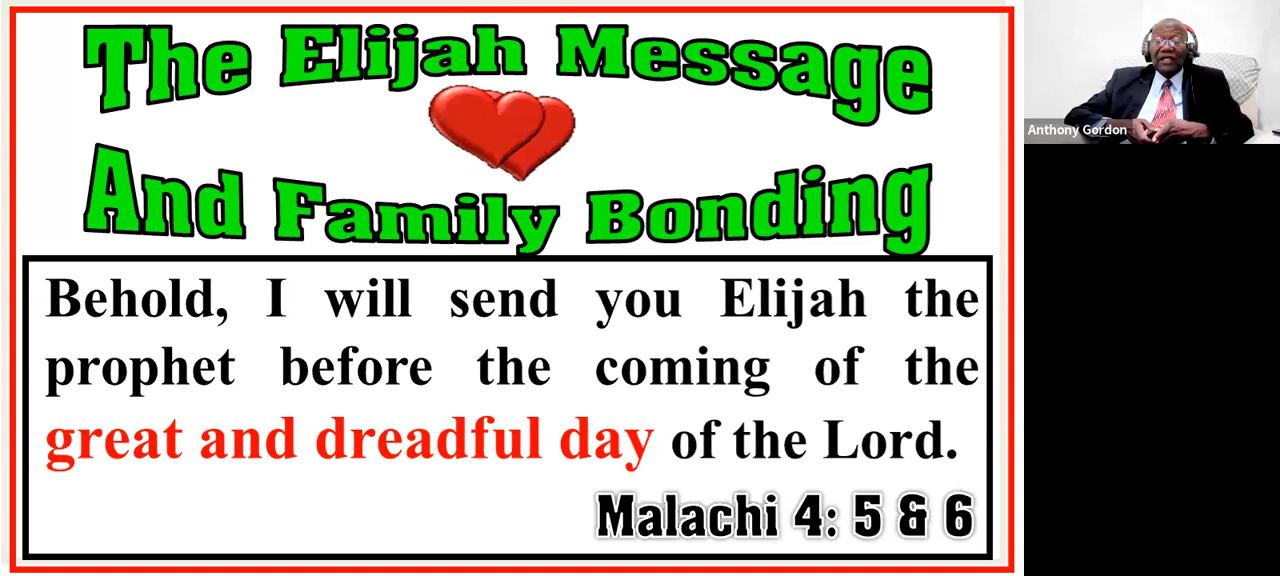 The Elijah Message
And Family Bonding
Behold, I will send you Elijah the
prophet before the coming of the
great and dreadful day of the Lord.
Malachi 4: 5 & 6
Anthony Gordon